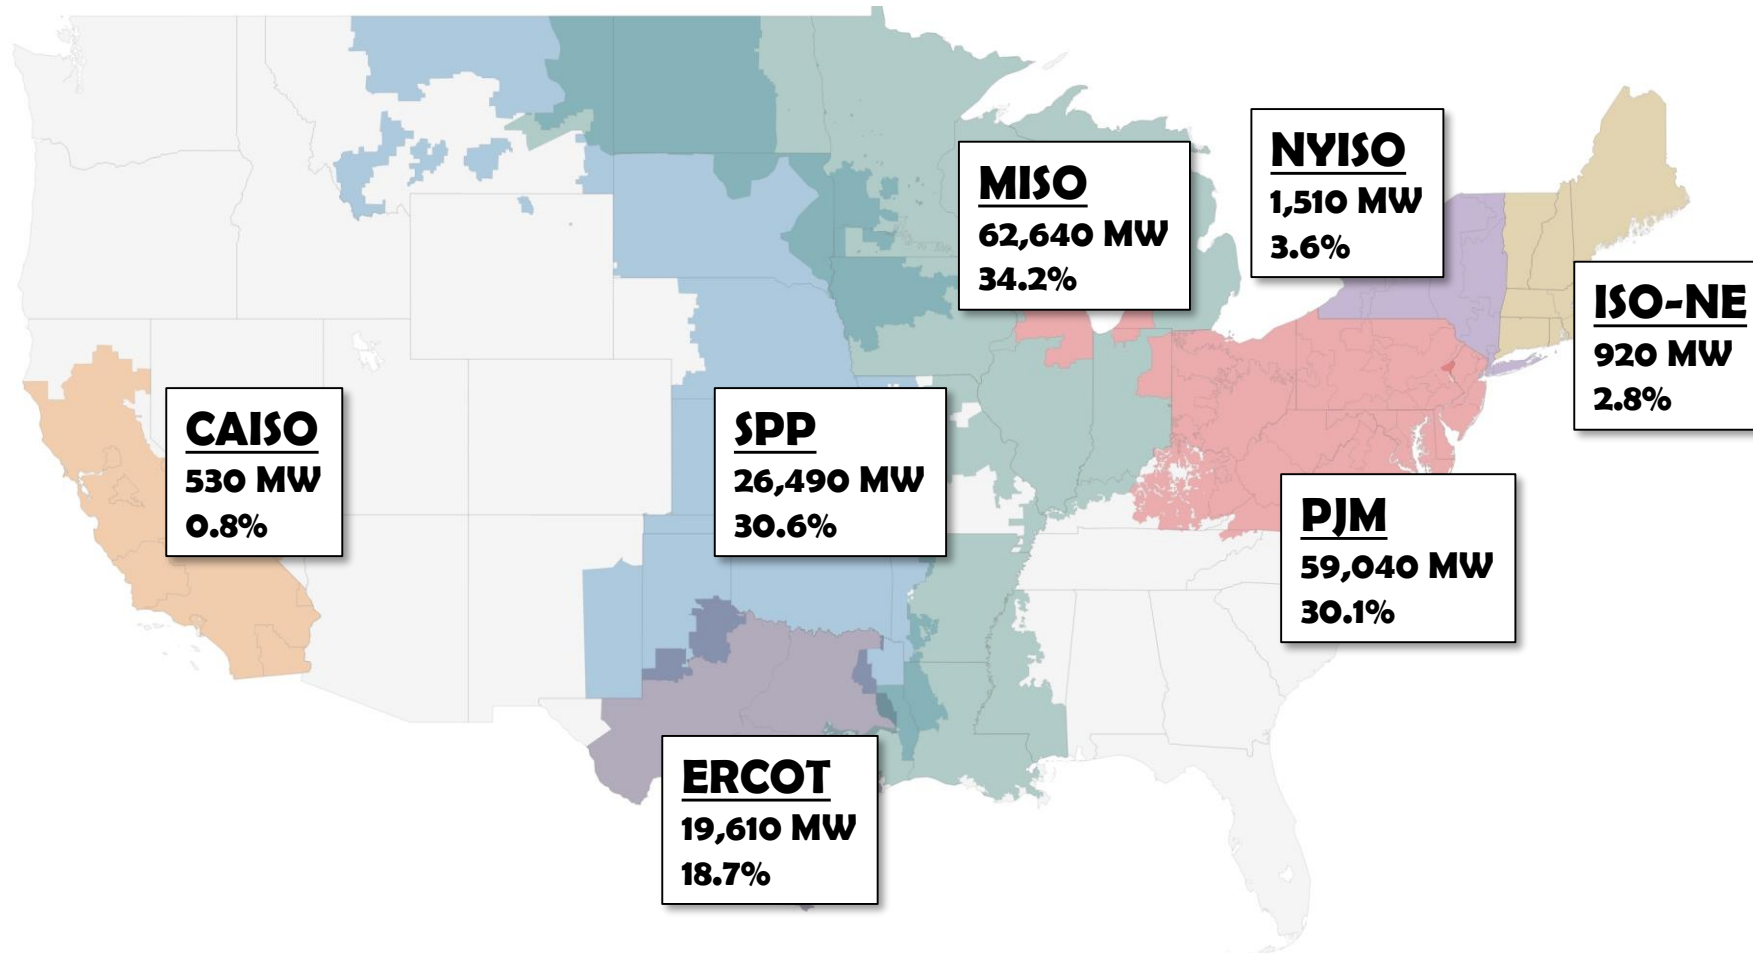 MISO
62,640 MW
34.2%
NYISO
1,510 MW
3.6%
ISO-NE
920 MW
2.8%
CAISO
530 MW
0.8%
SPP
26,490 MW
30.6%
PJM
59,040 MW
30.1%
ERCOT
19,610 MW
18.7%